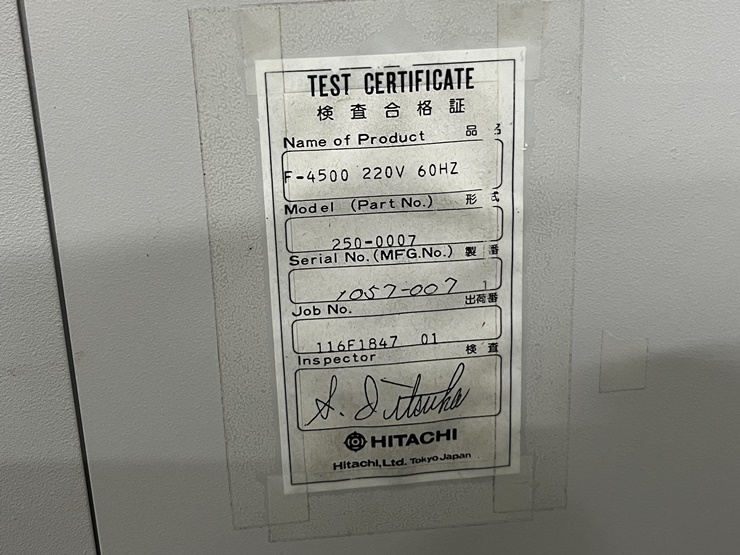 TEST CERTIFICATE
検査合格証
Name of Product 品名
F-4500 220V 60HZ
Model (Part No.) 形式
250-0007
Serial No. (MFG.No.) 製番
1057-007
Job No. 出荷番
116F1847 01
Inspector 検査
HITACHI
Hitachi, Ltd. Tokyo Japan